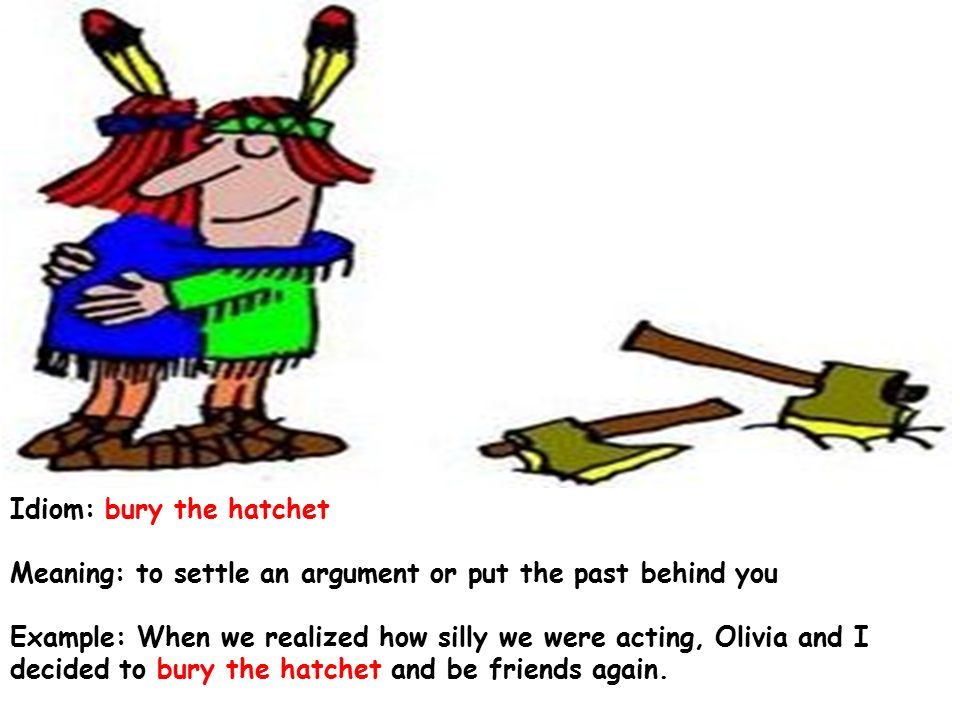 Idiom: bury the hatchet
Meaning: to settle an argument or put the past behind you
Example: When we realized how silly we were acting, Olivia and I
decided to bury the hatchet and be friends again.